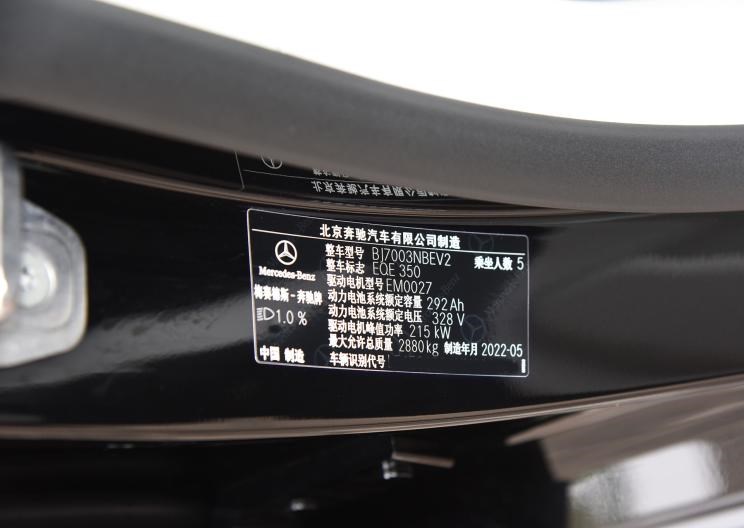 北京奔驰汽车有限公司制造
整车型号 BJ7003NBEV2 乘坐人数 5
整车标志 EQE 350
驱动电机型号 EM0027
动力电池系统额定容量 292 Ah
动力电池系统额定电压 328 V
驱动电机峰值功率 215 kW
最大允许总质量 2880 kg 制造年月 2022-05
车辆识别代号
Mercedes-Benz
梅赛德斯-奔驰牌
1.0 %
中国 制造